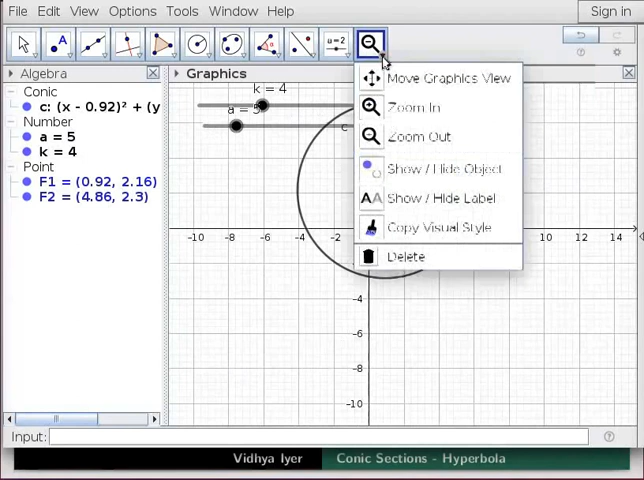 File Edit View Options Tools Window Help Sign in
A a=2
Algebra Graphics
Conic
c: (x - 0.92)² + (y
Number
a = 5
k = 4
Point
F1 = (0.92, 2.16)
F2 = (4.86, 2.3)
k = 4
a = 5
c
Move Graphics View
Zoom In
Zoom Out
Show / Hide Object
AA Show / Hide Label
Copy Visual Style
Delete
-10 -8 -6 -4 -2 10 12 14
-4
-6
-8
-10
Input:
Vidhya Iyer Conic Sections - Hyperbola